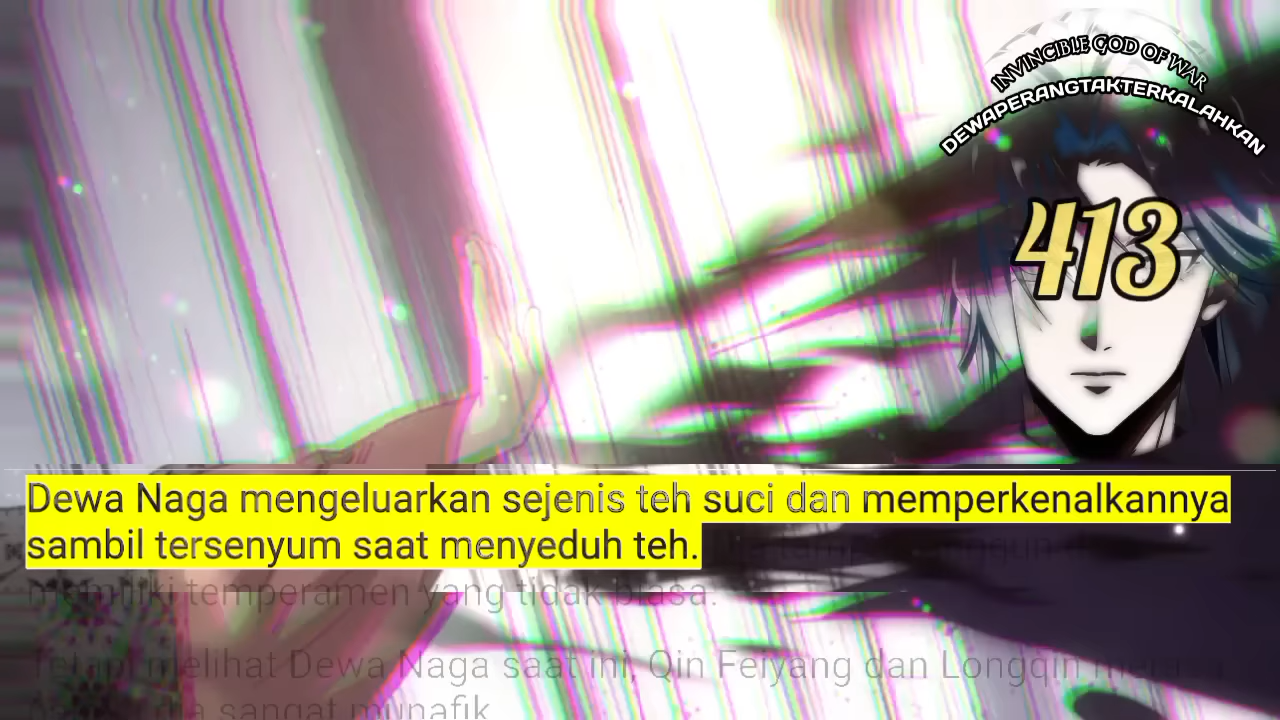 INVINCIBLE GOD OF WAR
DEWAPERANGTAKTERKALAHKAN
413
Dewa Naga mengeluarkan sejenis teh suci dan memperkenalkannya
sambil tersenyum saat menyeduh teh.
memiliki temperamen yang tidak biasa.
Tetapi melihat Dewa Naga saat ini, Qin Feiyang dan Longqin merasa
sangat munafik